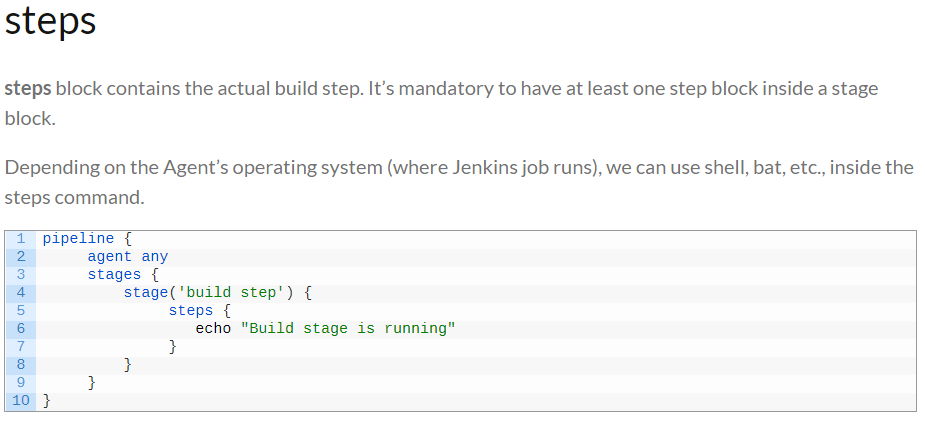 steps
steps block contains the actual build step. It’s mandatory to have at least one step block inside a stage
block.
Depending on the Agent’s operating system (where Jenkins job runs), we can use shell, bat, etc., inside the
steps command.
1 pipeline {
2      agent any
3      stages {
4          stage('build step') {
5               steps {
6                  echo "Build stage is running"
7               }
8          }
9      }
10 }